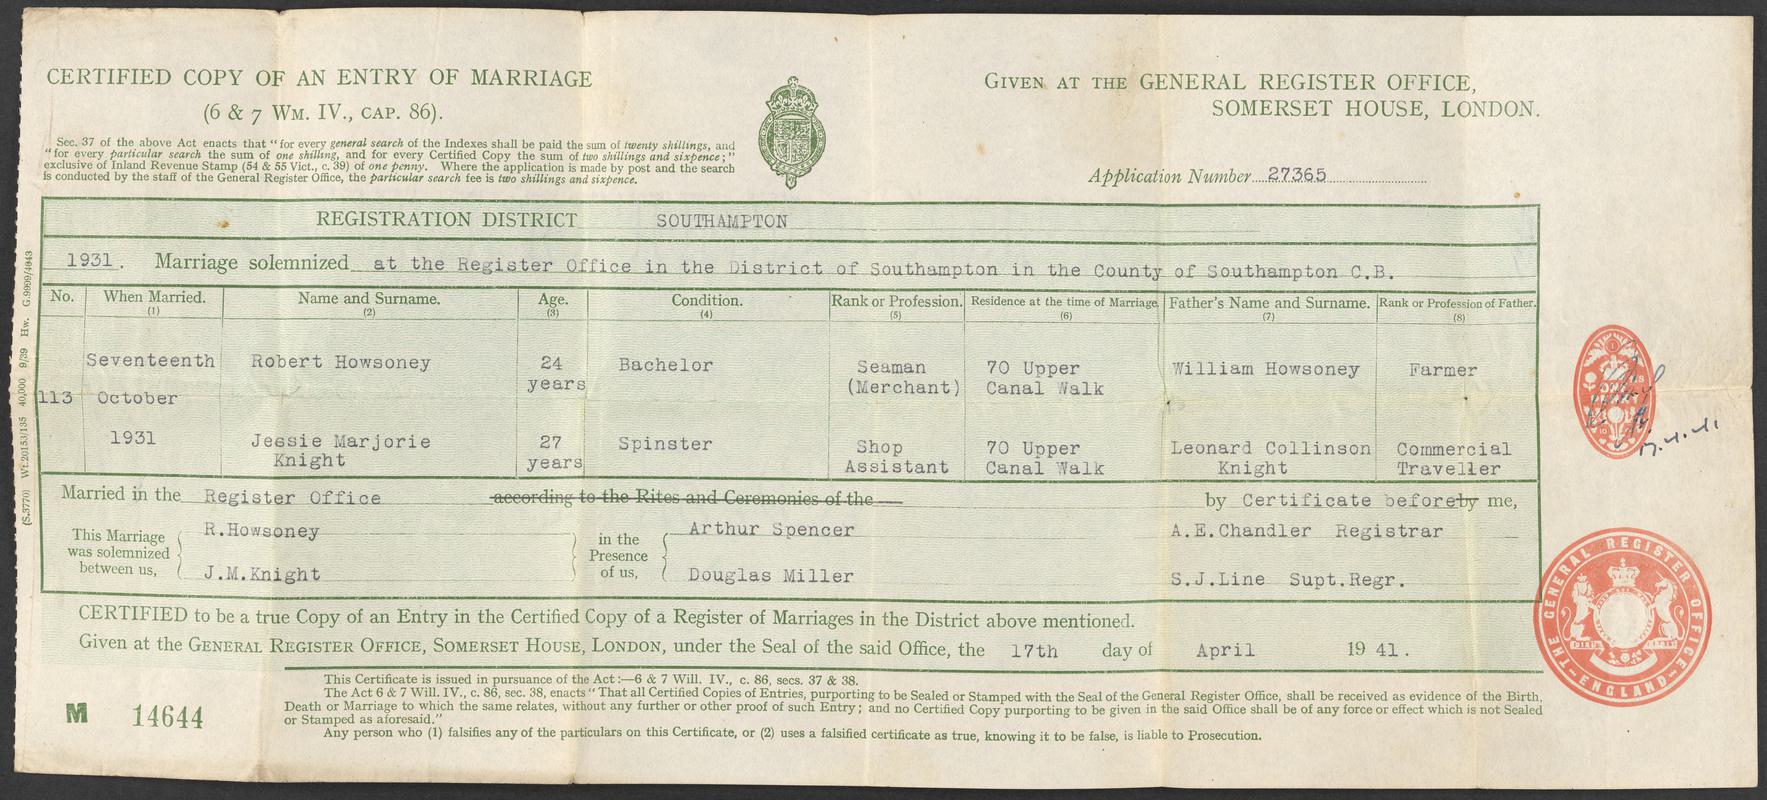 CERTIFIED COPY OF AN ENTRY OF MARRIAGE
(6 & 7 WM. IV., CAP. 86).
Sec. 37 of the above Act enacts that "for every general search of the Indexes shall be paid the sum of twenty shillings, and
"for every particular search the sum of one shilling, and for every Certified Copy the sum of two shillings and sixpence;"
exclusive of Inland Revenue Stamp (54 & 55 Vict., c. 39) of one penny. Where the application is made by post and the search
is conducted by the staff of the General Register Office, the particular search fee is two shillings and sixpence.
GIVEN AT THE GENERAL REGISTER OFFICE,
SOMERSET HOUSE, LONDON.
Application Number 27365
REGISTRATION DISTRICT SOUTHAMPTON
1931. Marriage solemnized at the Register Office in the District of Southampton in the County of Southampton C.B.
No. When Married. Name and Surname. Age. Condition. Rank or Profession. Residence at the time of Marriage. Father's Name and Surname. Rank or Profession of Father.
(1) (2) (3) (4) (5) (6) (7) (8)
Seventeenth Robert Howsoney 24 Bachelor Seaman 70 Upper William Howsoney Farmer
years (Merchant) Canal Walk
113 October
1931 Jessie Marjorie 27 Spinster Shop 70 Upper Leonard Collinson Commercial
Knight years Assistant Canal Walk Knight Traveller
Married in the Register Office according to the Rites and Ceremonies of the by Certificate before by me,
This Marriage was solemnized between us,
R.Howsoney
J.M.Knight
in the Presence of us,
Arthur Spencer
Douglas Miller
A.E.Chandler Registrar
S.J.Line Supt.Regr.
CERTIFIED to be a true Copy of an Entry in the Certified Copy of a Register of Marriages in the District above mentioned.
Given at the GENERAL REGISTER OFFICE, SOMERSET HOUSE, LONDON, under the Seal of the said Office, the 17th day of April 1941.
This Certificate is issued in pursuance of the Act:—6 & 7 Will. IV., c. 86, secs. 37 & 38.
The Act 6 & 7 Will. IV., c. 86, sec. 38, enacts "That all Certified Copies of Entries, purporting to be Sealed or Stamped with the Seal of the General Register Office, shall be received as evidence of the Birth,
Death or Marriage to which the same relates, without any further or other proof of such Entry; and no Certified Copy purporting to be given in the said Office shall be of any force or effect which is not Sealed
or Stamped as aforesaid."
Any person who (1) falsifies any of the particulars on this Certificate, or (2) uses a falsified certificate as true, knowing it to be false, is liable to Prosecution.
M 14644
(S.3770) Wt.20153/135 40,000 9/39 Hw. G.99999/4943
ONE
PENNY
17.4.41
THE GENERAL REGISTER OFFICE
ENGLAND